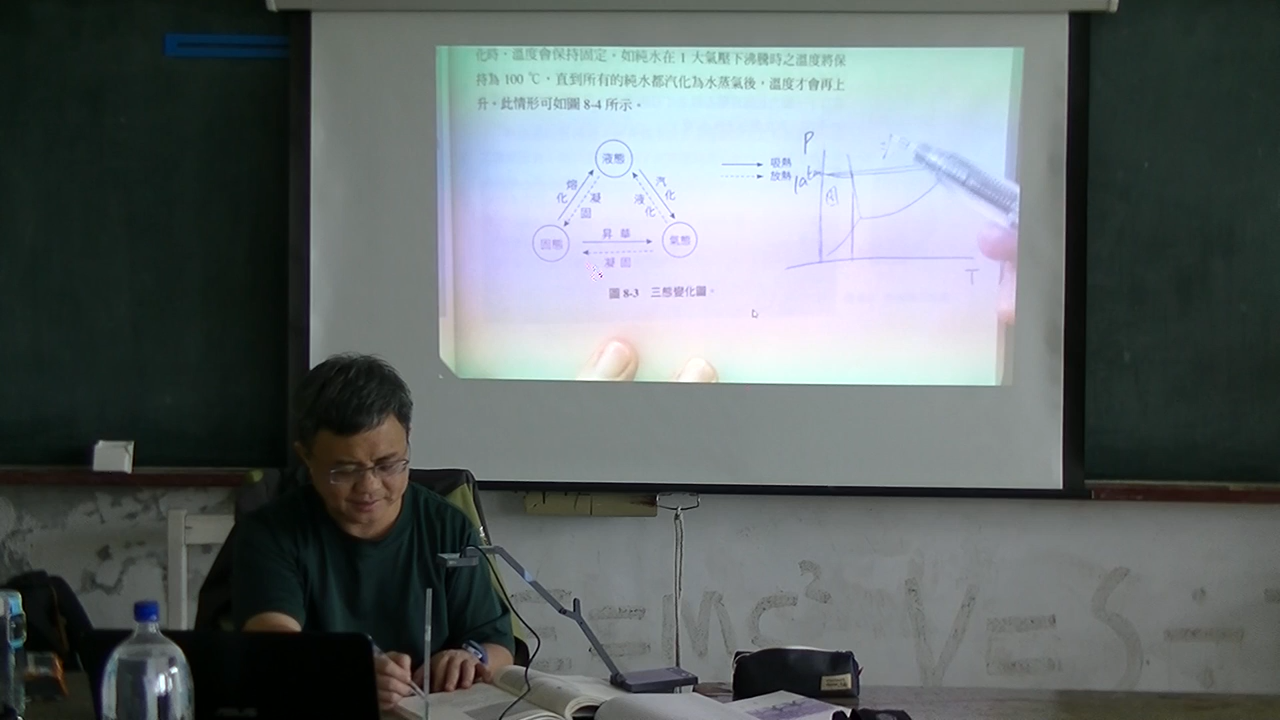 化時，溫度會保持固定。如純水在 1 大氣壓下沸騰時之溫度將保
持為 100 ℃，直到所有的純水都汽化為水蒸氣後，溫度才會再上
升。此情形可如圖 8-4 所示。
液態
熔化
凝固
汽化
液化
固態
昇華
凝固
氣態
吸熱
放熱
圖 8-3 三態變化圖。
P
1atm
固
T
E=mc²
V=S÷